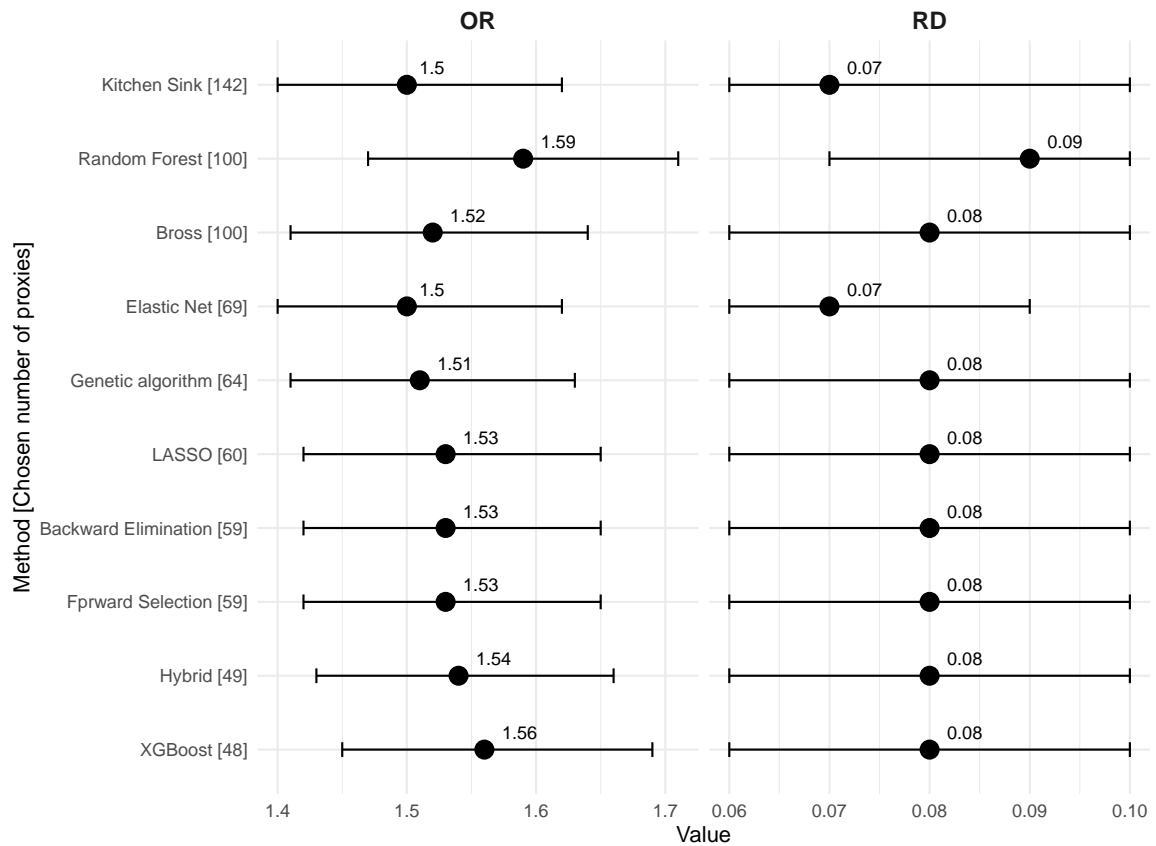 OR RD
Kitchen Sink [142] 1.5 0.07
Random Forest [100] 1.59 0.09
Bross [100] 1.52 0.08
Elastic Net [69] 1.5 0.07
Genetic algorithm [64] 1.51 0.08
LASSO [60] 1.53 0.08
Backward Elimination [59] 1.53 0.08
Fprward Selection [59] 1.53 0.08
Hybrid [49] 1.54 0.08
XGBoost [48] 1.56 0.08
Method [Chosen number of proxies]
1.4 1.5 1.6 1.7 0.06 0.07 0.08 0.09 0.10
Value